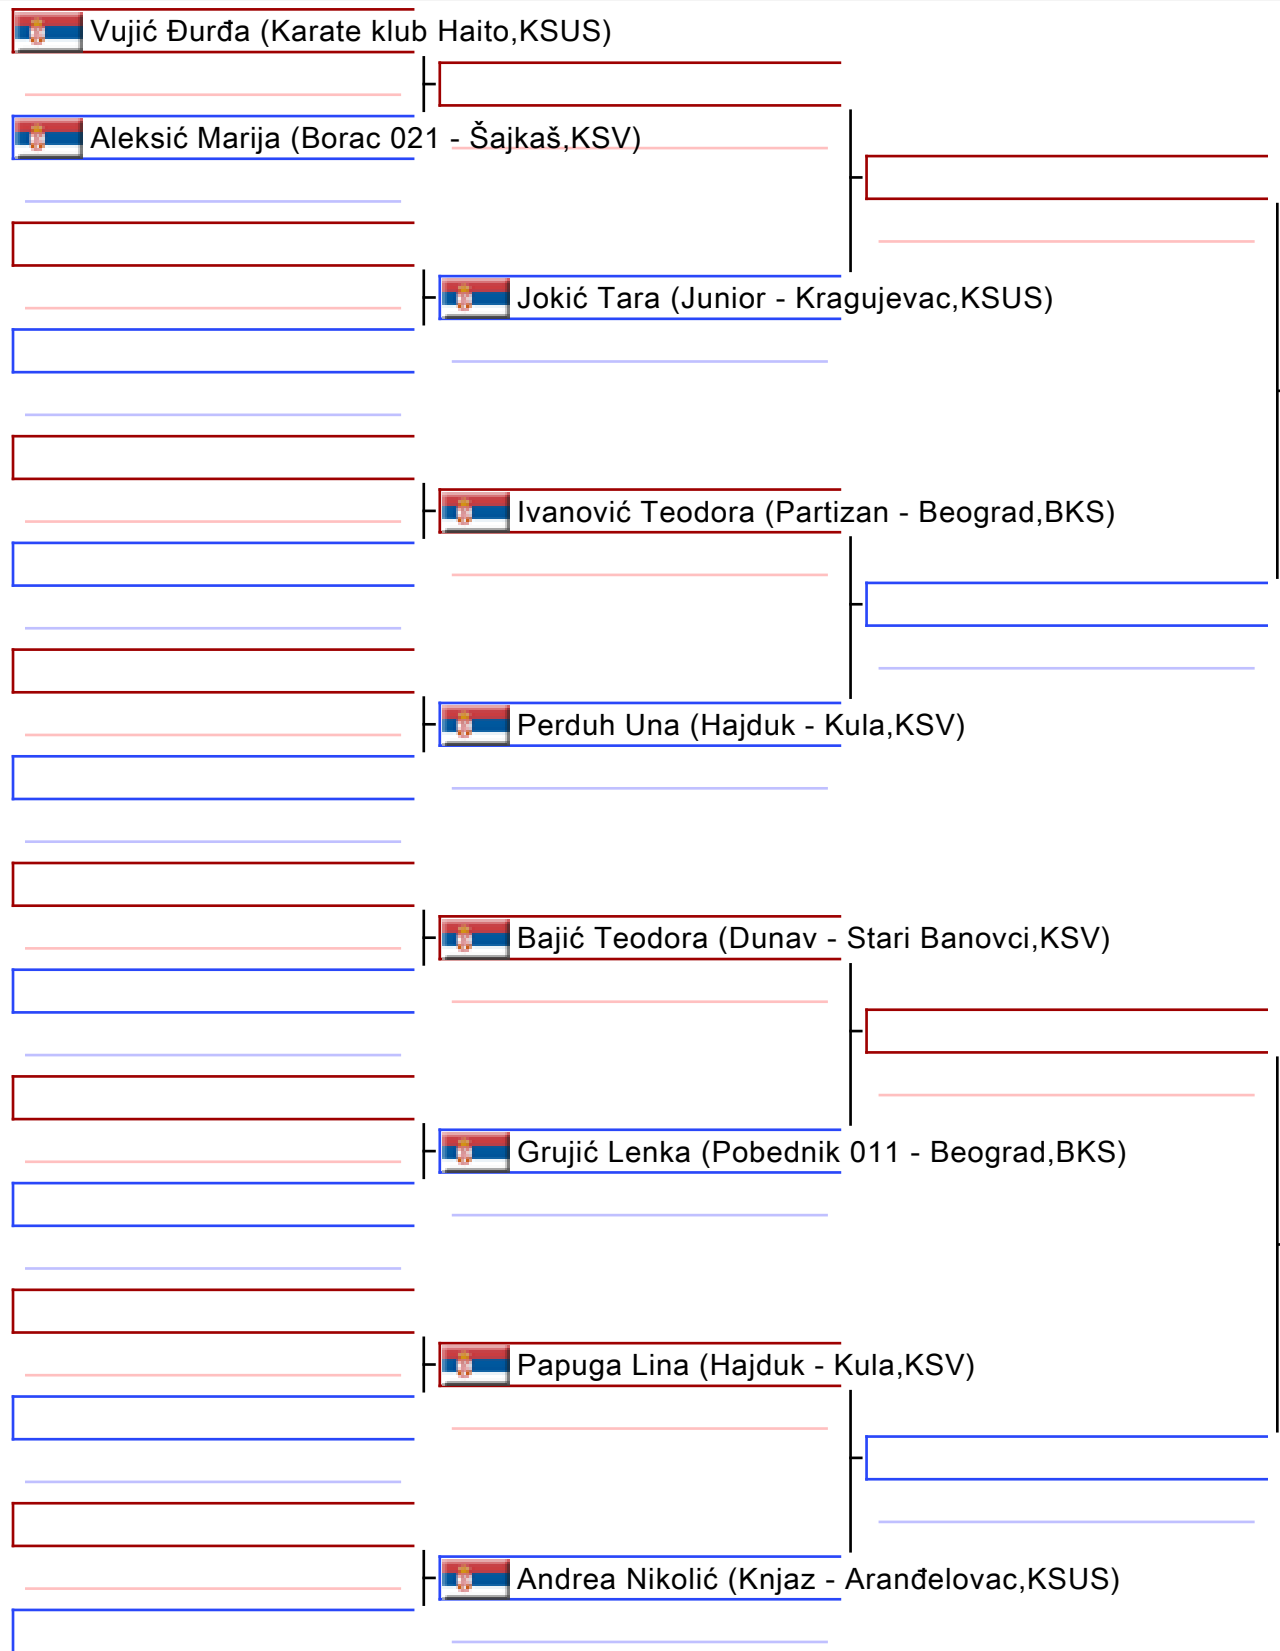 Vujić Đurđa (Karate klub Haito,KSUS)
Aleksić Marija (Borac 021 - Šajkaš,KSV)
Jokić Tara (Junior - Kragujevac,KSUS)
Ivanović Teodora (Partizan - Beograd,BKS)
Perduh Una (Hajduk - Kula,KSV)
Bajić Teodora (Dunav - Stari Banovci,KSV)
Grujić Lenka (Pobednik 011 - Beograd,BKS)
Papuga Lina (Hajduk - Kula,KSV)
Andrea Nikolić (Knjaz - Aranđelovac,KSUS)